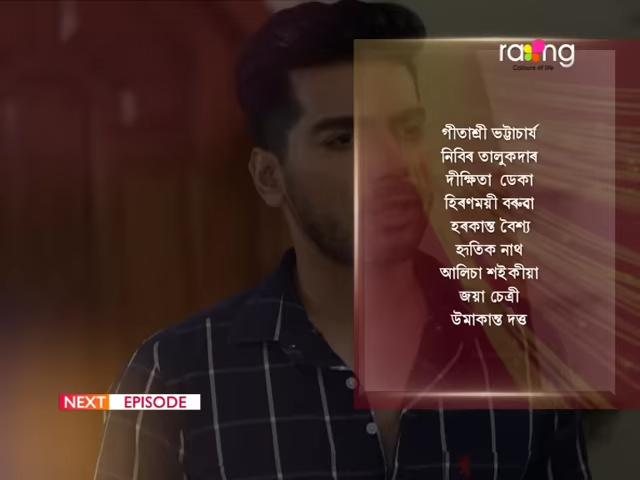 rang
Colours of life
গীতাশ্ৰী ভট্টাচাৰ্য
নিবিৰ তালুকদাৰ
দীক্ষিতা ডেকা
হিৰণময়ী বৰুৱা
হৰকান্ত বৈশ্য
হৃতিক নাথ
আলিচা শইকীয়া
জয়া চেত্ৰী
উমাকান্ত দত্ত
NEXT EPISODE